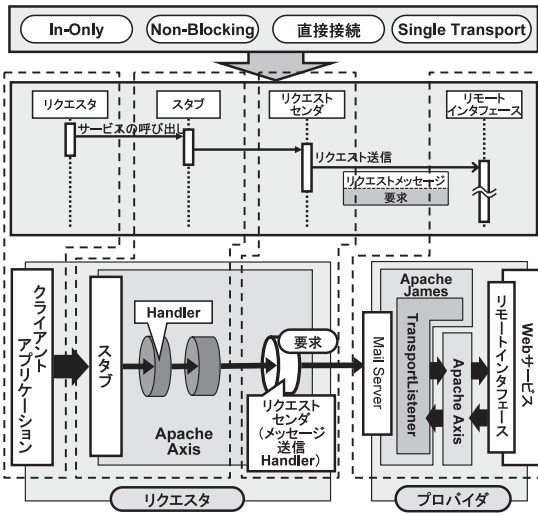 In-Only
Non-Blocking
直接接続
Single Transport
リクエスタ
スタブ
リクエスト
センダ
リモート
インタフェース
サービスの呼び出し
リクエスト送信
リクエストメッセージ
要求
クライアント
アプリケーション
スタブ
Handler
Apache
Axis
要求
リクエスト
センダ
(メッセージ
送信
Handler)
リクエスタ
Mail Server
Apache
James
TransportListener
Apache Axis
リモートインタフェース
Webサービス
プロバイダ